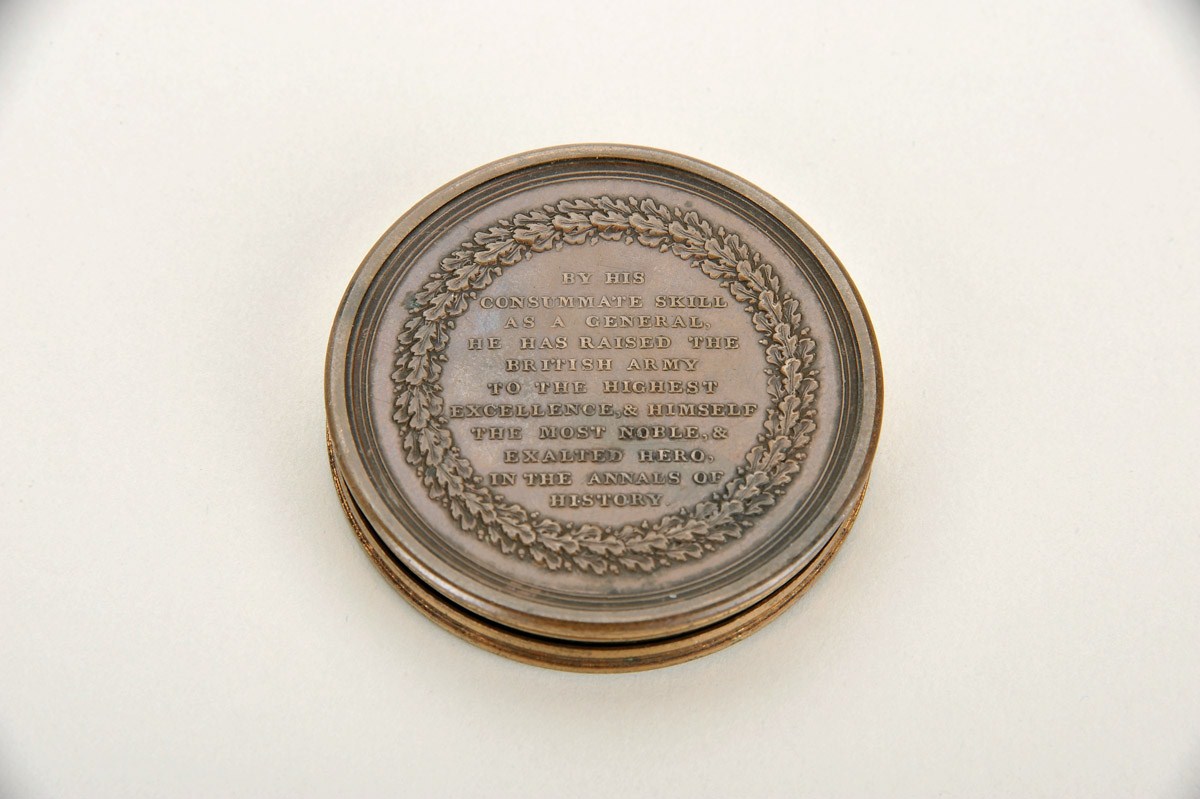 BY HIS
CONSUMMATE SKILL
AS A GENERAL,
HE HAS RAISED THE
BRITISH ARMY
TO THE HIGHEST
EXCELLENCE, & HIMSELF
THE MOST NOBLE, &
EXALTED HERO,
IN THE ANNALS OF
HISTORY